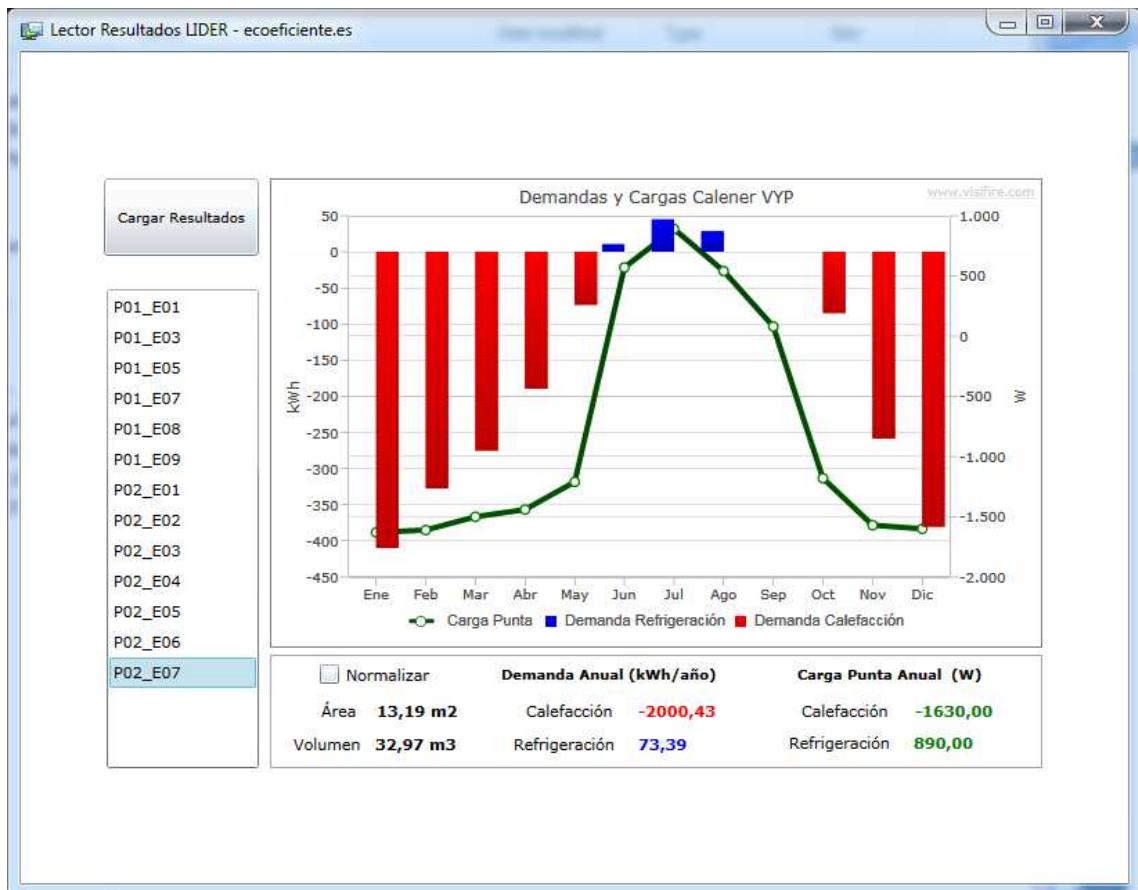 Lector Resultados LIDER - ecoeficiente.es
Cargar Resultados
P01_E01
P01_E03
P01_E05
P01_E07
P01_E08
P01_E09
P02_E01
P02_E02
P02_E03
P02_E04
P02_E05
P02_E06
P02_E07
www.visifire.com
Demandas y Cargas Calener VYP
50
0
-50
-100
-150
-200
-250
-300
-350
-400
-450
kWh
1.000
500
0
-500
-1.000
-1.500
-2.000
W
Ene Feb Mar Abr May Jun Jul Ago Sep Oct Nov Dic
Carga Punta Demanda Refrigeración Demanda Calefacción
Normalizar Demanda Anual (kWh/año) Carga Punta Anual (W)
Área 13,19 m2 Calefacción -2000,43 Calefacción -1630,00
Volumen 32,97 m3 Refrigeración 73,39 Refrigeración 890,00